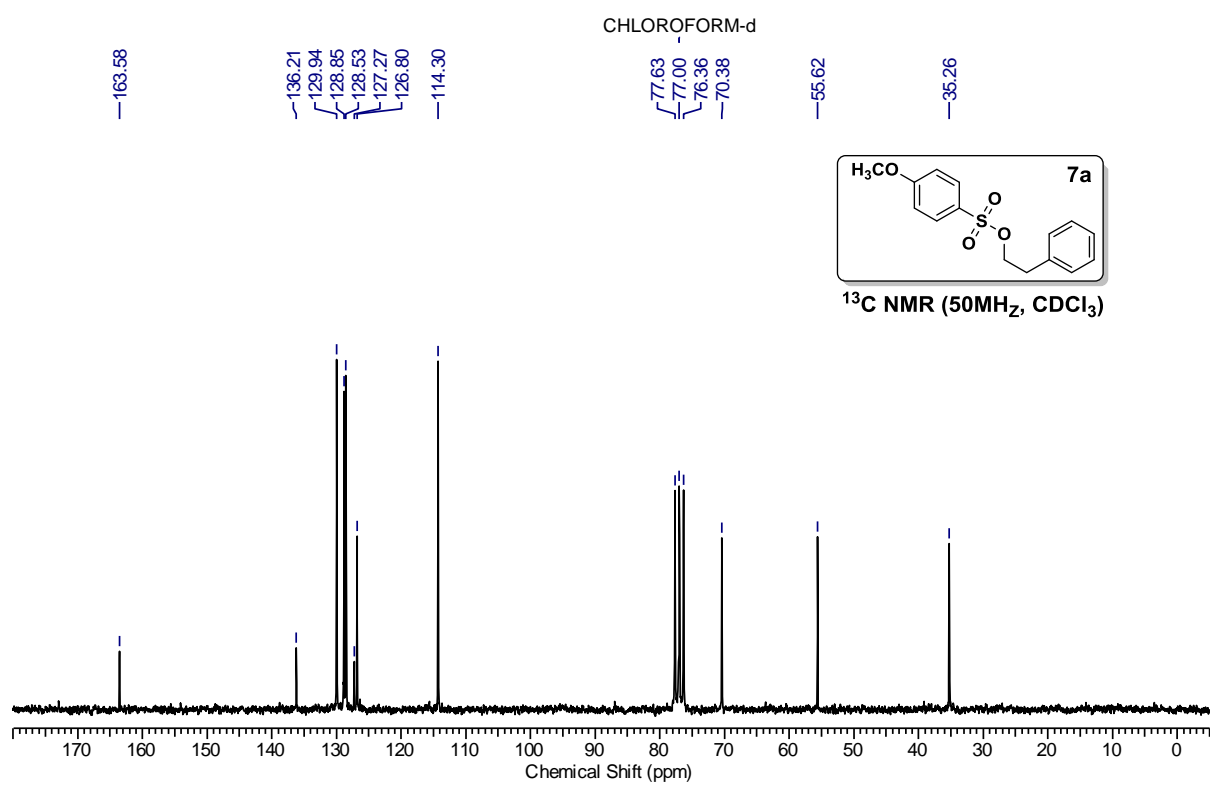 CHLOROFORM-d
163.58
136.21
129.94
128.85
128.53
127.27
126.80
114.30
77.63
77.00
76.36
70.38
55.62
35.26
H₃CO
7a
O
S
O
O
¹³C NMR (50MHZ, CDCl₃)
170 160 150 140 130 120 110 100 90 80 70 60 50 40 30 20 10 0
Chemical Shift (ppm)